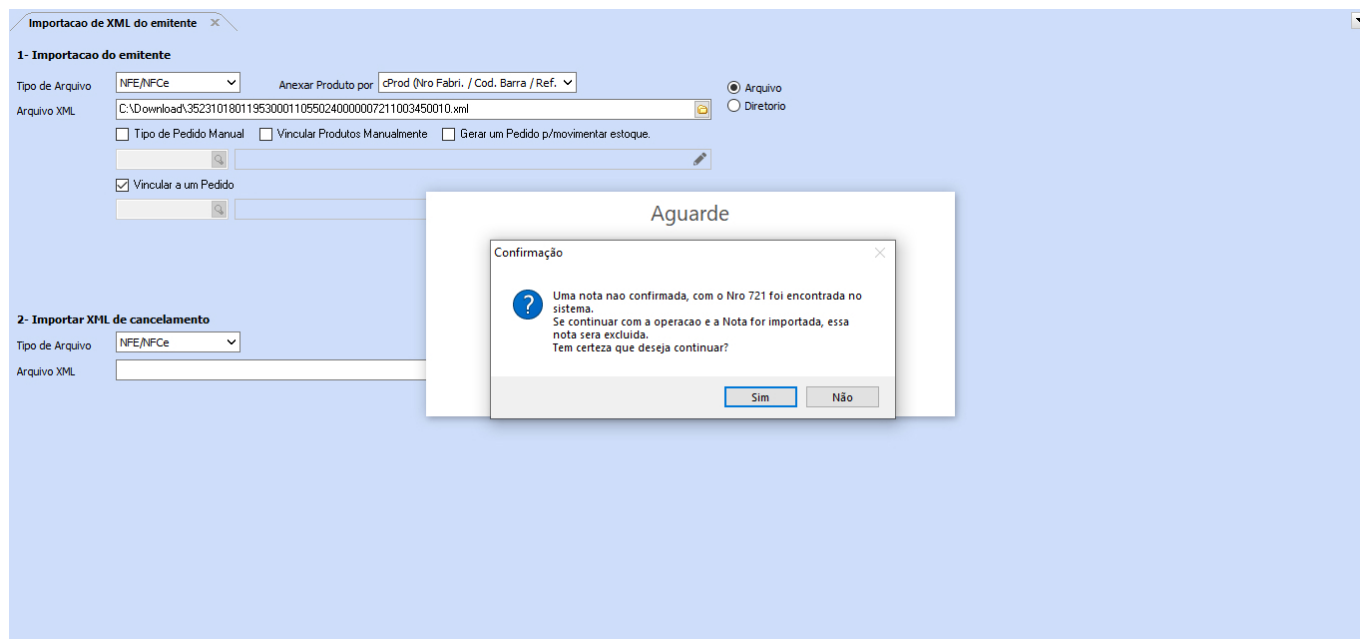 Importacao de XML do emitente
1- Importacao do emitente
Tipo de Arquivo NFE/NFCe Anexar Produto por cProd (Nro Fabri. / Cod. Barra / Ref. Arquivo
Arquivo XML C:\Download\35231018011953000110550240000007211003450010.xml Diretorio
Tipo de Pedido Manual Vincular Produtos Manualmente Gerar um Pedido p/movimentar estoque.
Vincular a um Pedido
Aguarde
Confirmação
Uma nota nao confirmada, com o Nro 721 foi encontrada no
sistema.
Se continuar com a operacao e a Nota for importada, essa
nota sera excluida.
Tem certeza que deseja continuar?
Sim Não
2- Importar XML de cancelamento
Tipo de Arquivo NFE/NFCe
Arquivo XML